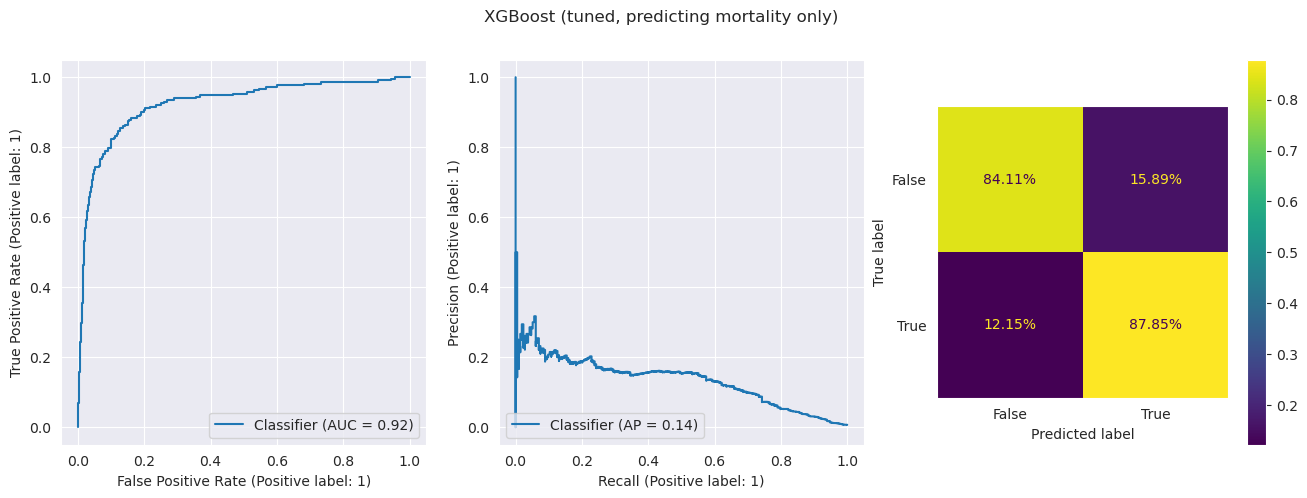 XGBoost (tuned, predicting mortality only)
True Positive Rate (Positive label: 1)
1.0
0.8
0.6
0.4
0.2
0.0
Classifier (AUC = 0.92)
0.0 0.2 0.4 0.6 0.8 1.0
False Positive Rate (Positive label: 1)
Precision (Positive label: 1)
1.0
0.8
0.6
0.4
0.2
0.0
Classifier (AP = 0.14)
0.0 0.2 0.4 0.6 0.8 1.0
Recall (Positive label: 1)
True label
False 84.11% 15.89%
True 12.15% 87.85%
False True
Predicted label
0.8
0.7
0.6
0.5
0.4
0.3
0.2